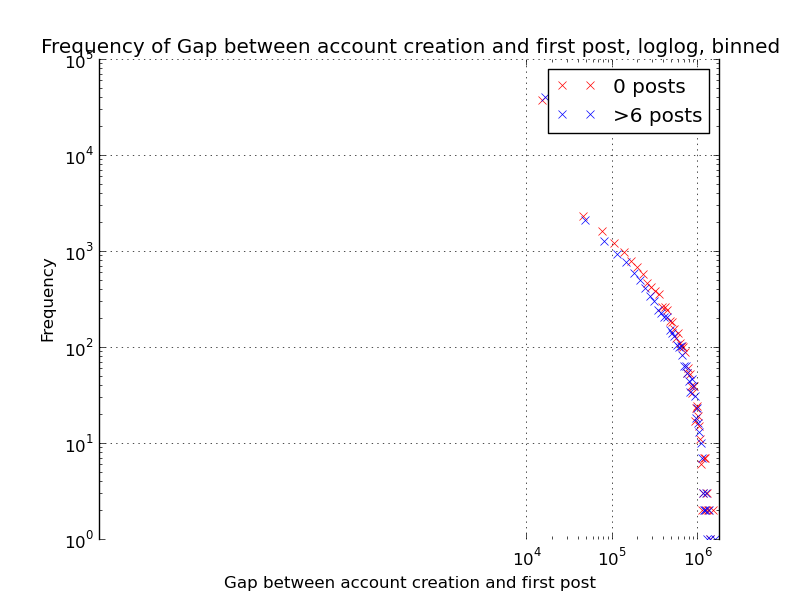 Frequency of Gap between account creation and first post, loglog, binned
10^5
10^4
10^3
10^2
10^1
10^0
Frequency
0 posts
>6 posts
10^4 10^5 10^6
Gap between account creation and first post